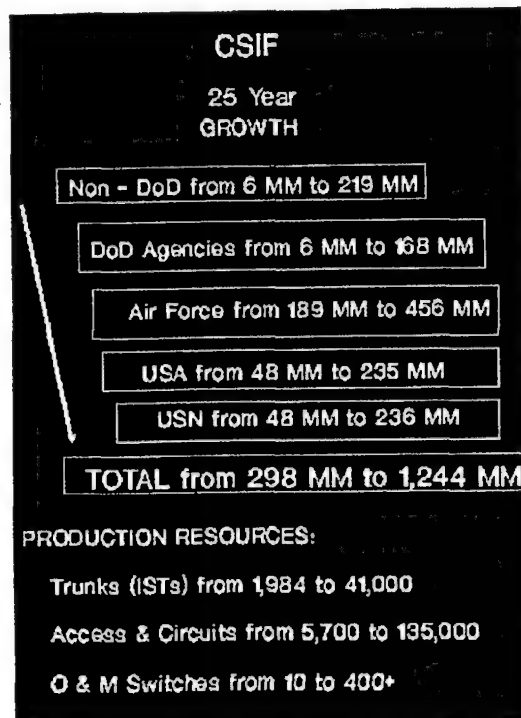 CSIF
25 Year
GROWTH
Non - DoD from 6 MM to 219 MM
DoD Agencies from 6 MM to 168 MM
Air Force from 189 MM to 456 MM
USA from 48 MM to 235 MM
USN from 48 MM to 236 MM
TOTAL from 298 MM to 1,244 MM
PRODUCTION RESOURCES:
Trunks (ISTs) from 1,984 to 41,000
Access & Circuits from 5,700 to 135,000
O & M Switches from 10 to 400+